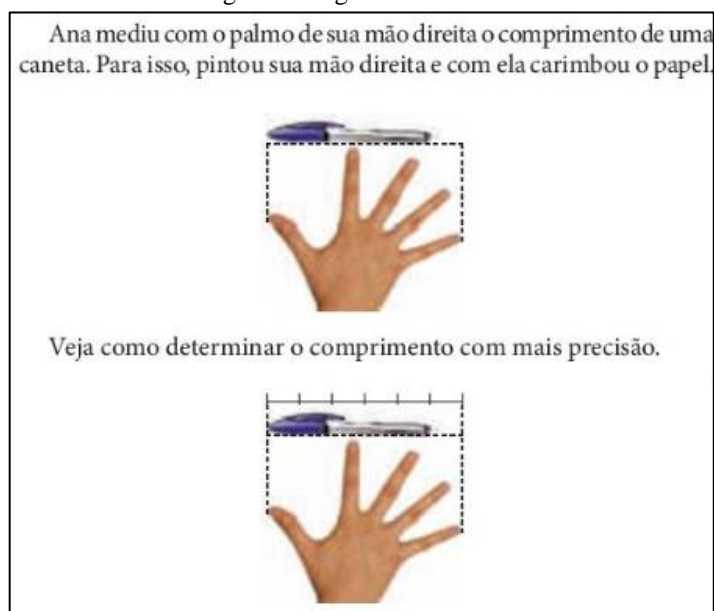 Ana mediu com o palmo de sua mão direita o comprimento de uma
caneta. Para isso, pintou sua mão direita e com ela carimbou o papel.
Veja como determinar o comprimento com mais precisão.